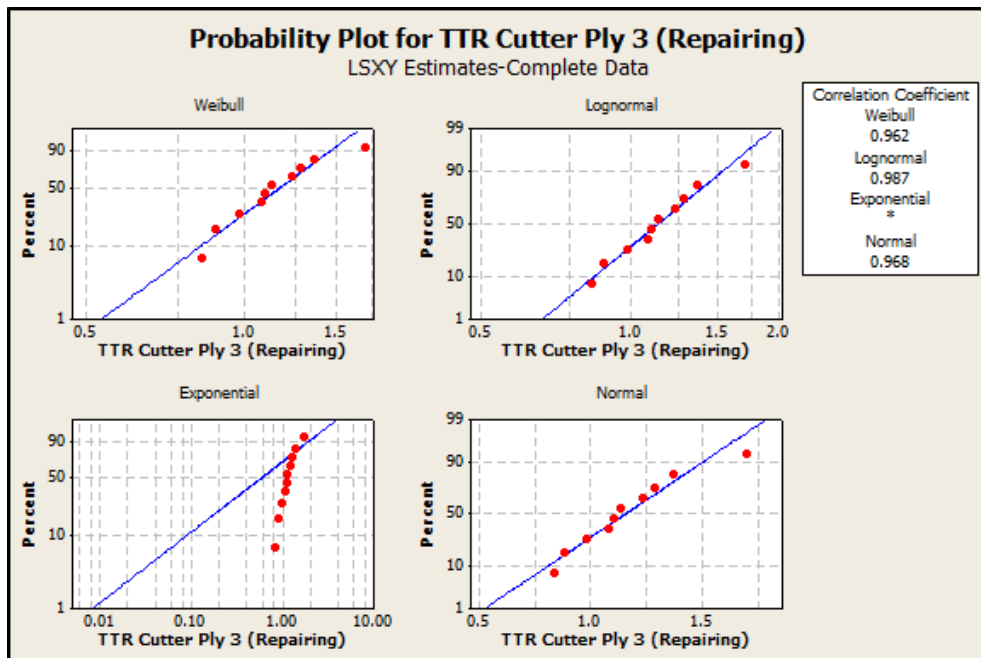 Probability Plot for TTR Cutter Ply 3 (Repairing)
LSXY Estimates-Complete Data
Weibull
90
50
10
1
0.5 1.0 1.5
Percent
TTR Cutter Ply 3 (Repairing)
Lognormal
99
90
50
10
1
0.5 1.0 1.5 2.0
Percent
TTR Cutter Ply 3 (Repairing)
Correlation Coefficient
Weibull
0.962
Lognormal
0.987
Exponential
*
Normal
0.968
Exponential
90
50
10
1
0.01 0.10 1.00 10.00
Percent
TTR Cutter Ply 3 (Repairing)
Normal
99
90
50
10
1
0.5 1.0 1.5
Percent
TTR Cutter Ply 3 (Repairing)